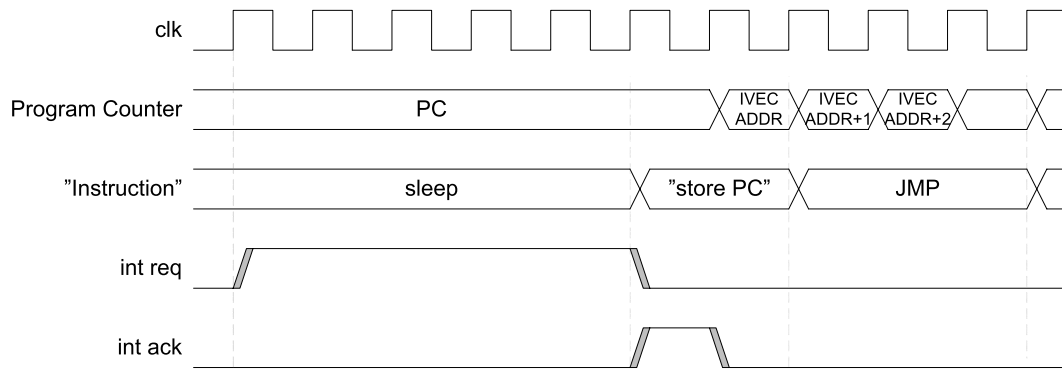 clk
Program Counter
PC
IVEC
ADDR
IVEC
ADDR+1
IVEC
ADDR+2
”Instruction”
sleep
”store PC”
JMP
int req
int ack